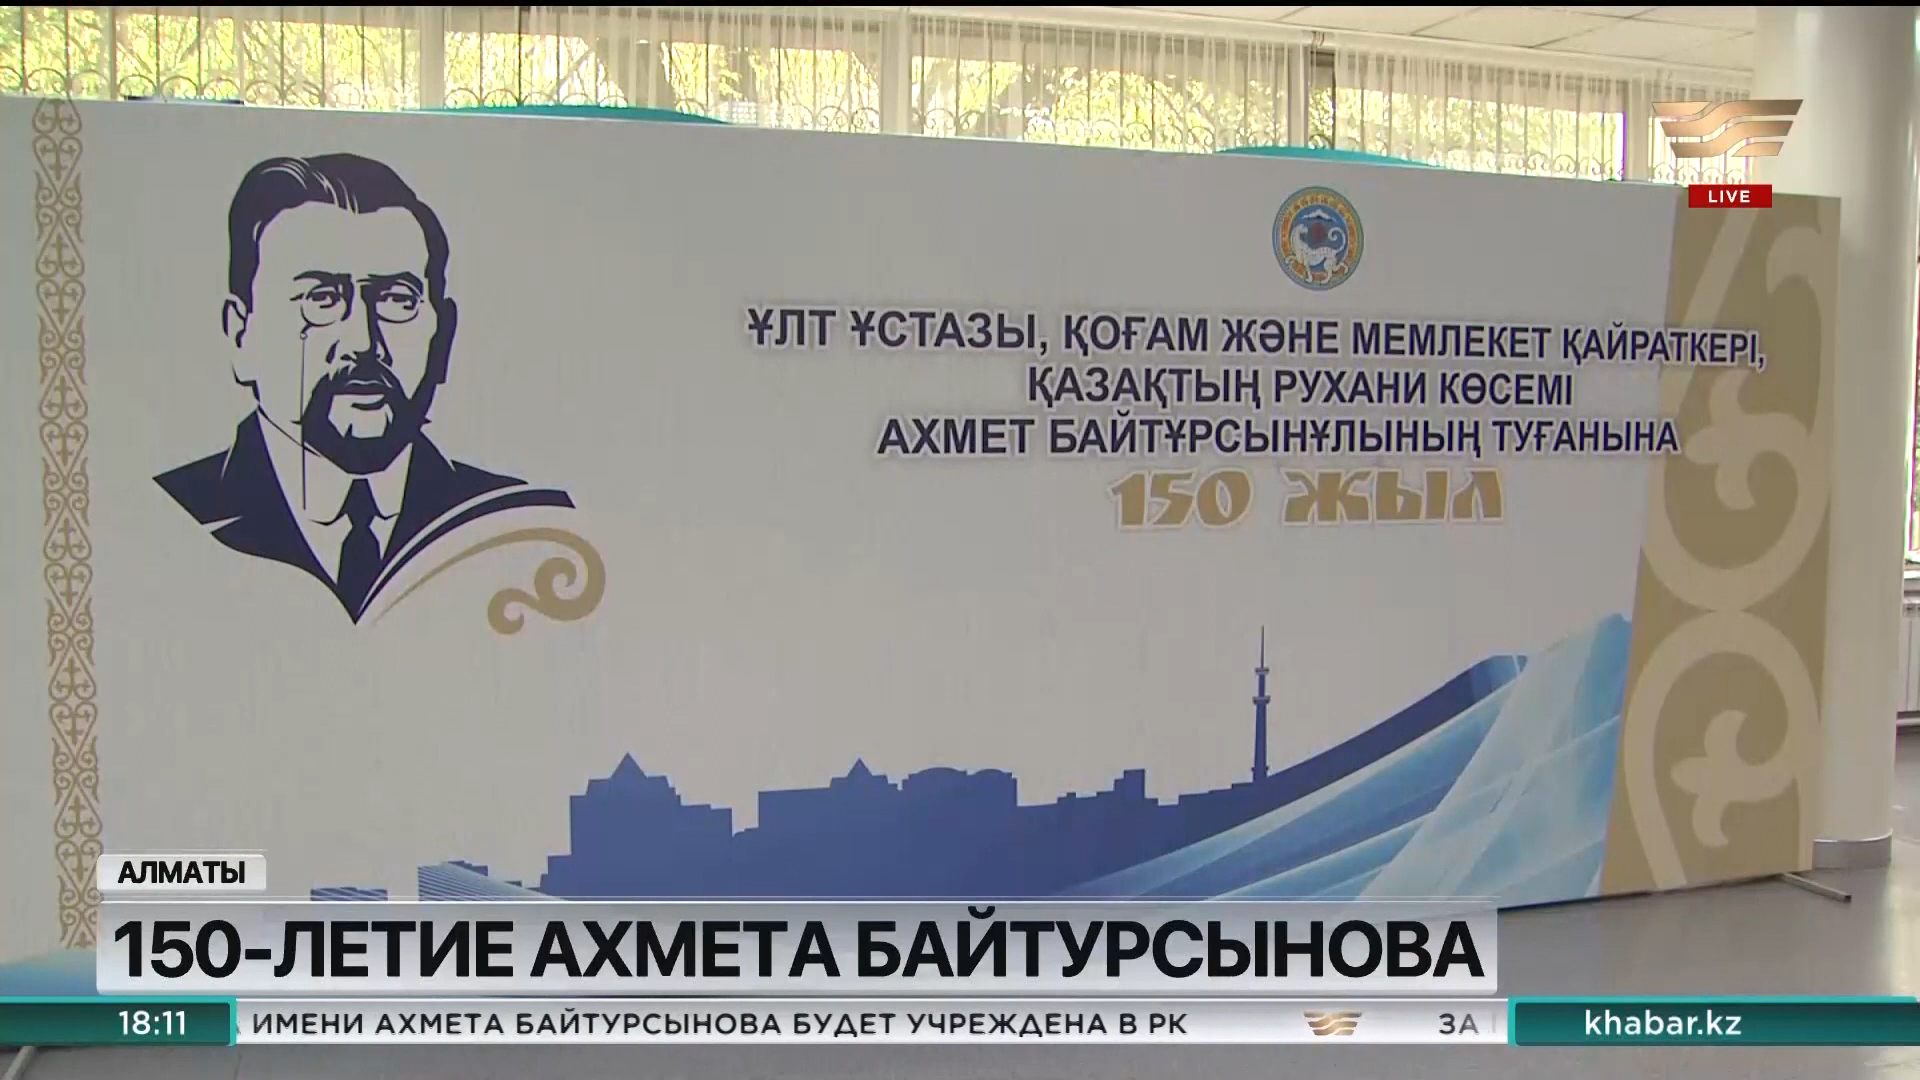 LIVE
ҰЛТ ҰСТАЗЫ, ҚОҒАМ ЖӘНЕ МЕМЛЕКЕТ ҚАЙРАТКЕРІ,
ҚАЗАҚТЫҢ РУХАНИ КӨСЕМІ
АХМЕТ БАЙТҰРСЫНҰЛЫНЫҢ ТУҒАНЫНА
150 ЖЫЛ
АЛМАТЫ
150-ЛЕТИЕ АХМЕТА БАЙТУРСЫНОВА
18:11 ИМЕНИ АХМЕТА БАЙТУРСЫНОВА БУДЕТ УЧРЕЖДЕНА В РК ЗА khabar.kz